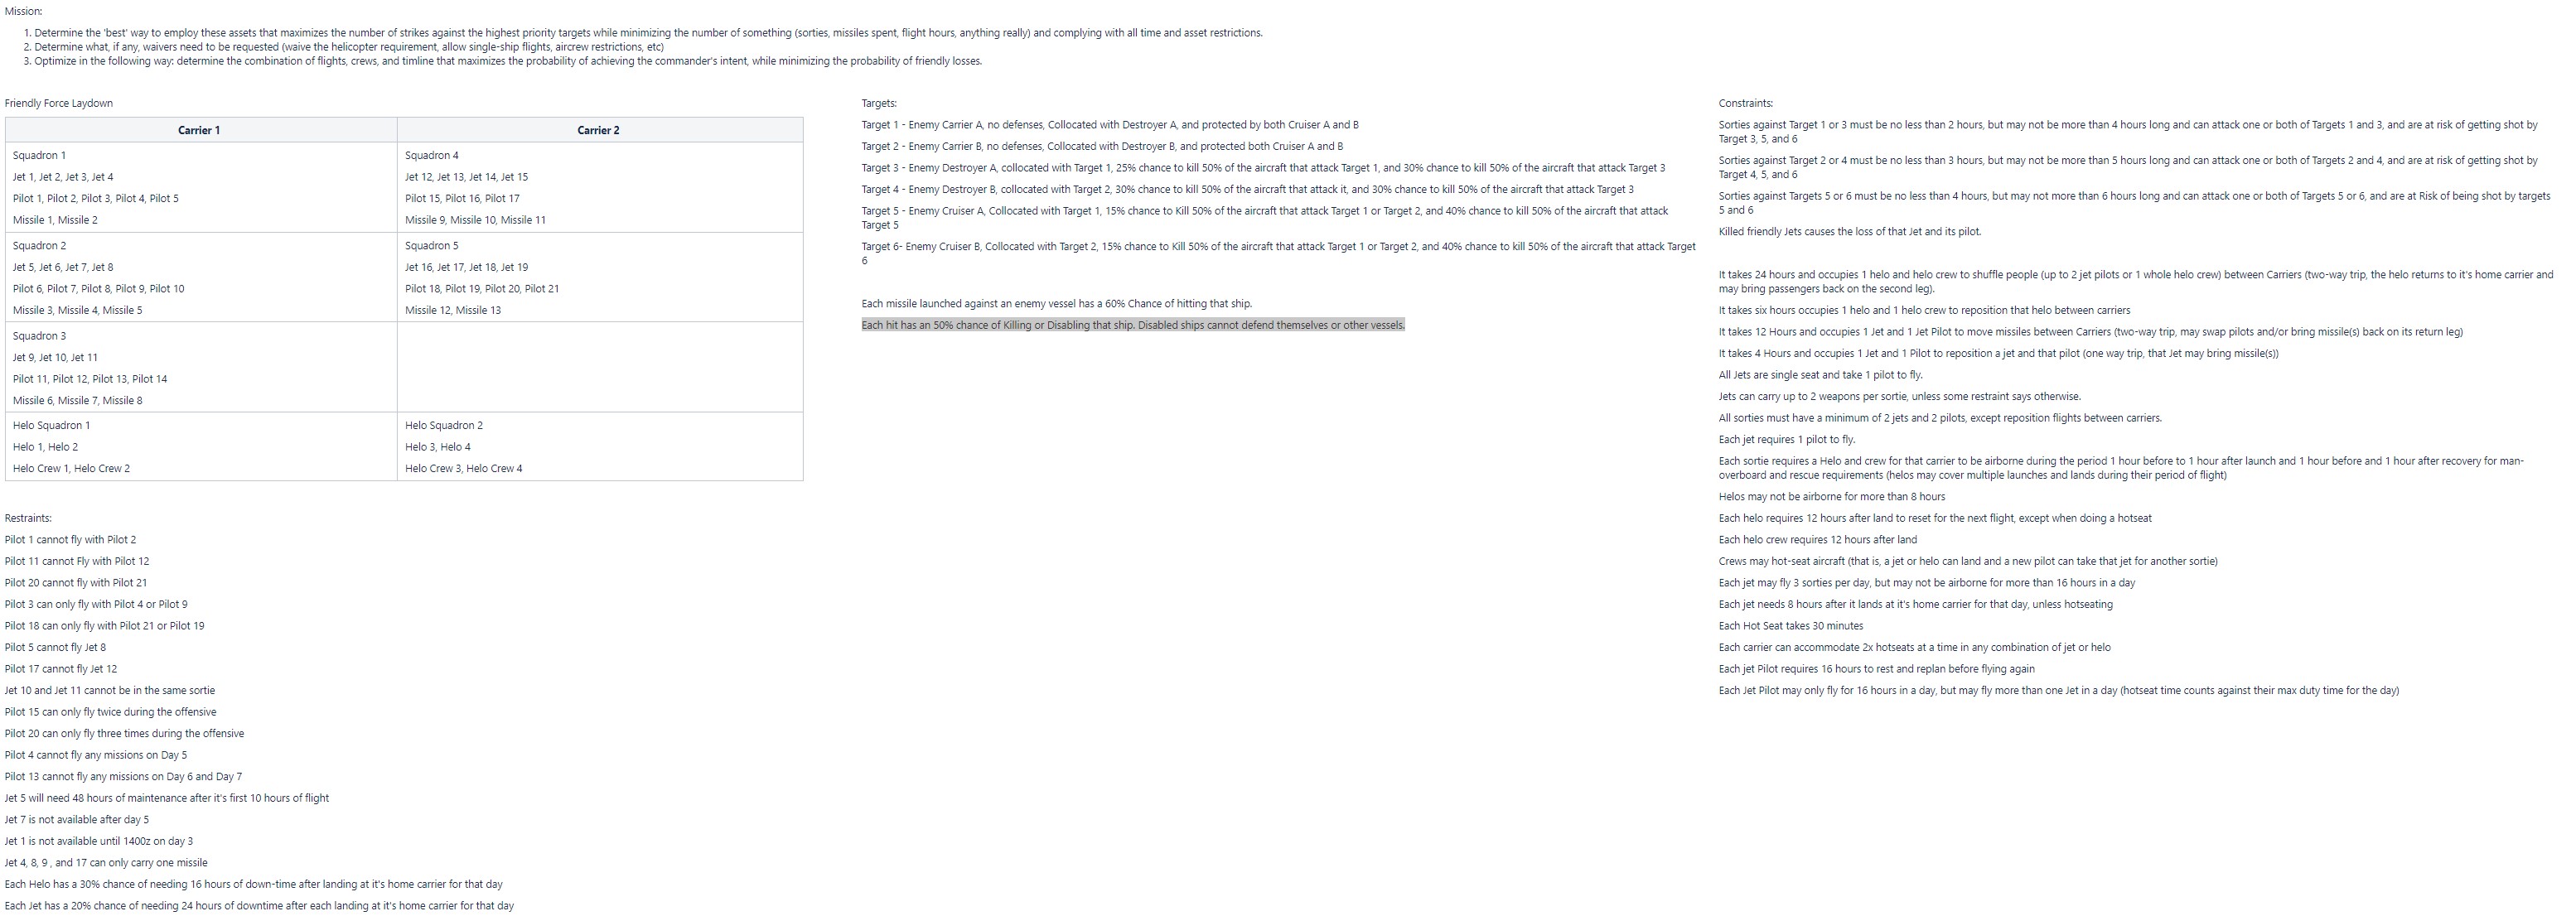 Mission:
1. Determine the 'best' way to employ these assets that maximizes the number of strikes against the highest priority targets while minimizing the number of something (sorties, missiles spent, flight hours, anything really) and complying with all time and asset restrictions.
2. Determine what, if any, waivers need to be requested (waive the helicopter requirement, allow single-ship flights, aircrew restrictions, etc)
3. Optimize in the following way: determine the combination of flights, crews, and timline that maximizes the probability of achieving the commander's intent, while minimizing the probability of friendly losses.
Friendly Force Laydown
Carrier 1
Carrier 2
Squadron 1
Jet 1, Jet 2, Jet 3, Jet 4
Pilot 1, Pilot 2, Pilot 3, Pilot 4, Pilot 5
Missile 1, Missile 2
Squadron 4
Jet 12, Jet 13, Jet 14, Jet 15
Pilot 15, Pilot 16, Pilot 17
Missile 9, Missile 10, Missile 11
Squadron 2
Jet 5, Jet 6, Jet 7, Jet 8
Pilot 6, Pilot 7, Pilot 8, Pilot 9, Pilot 10
Missile 3, Missile 4, Missile 5
Squadron 5
Jet 16, Jet 17, Jet 18, Jet 19
Pilot 18, Pilot 19, Pilot 20, Pilot 21
Missile 12, Missile 13
Squadron 3
Jet 9, Jet 10, Jet 11
Pilot 11, Pilot 12, Pilot 13, Pilot 14
Missile 6, Missile 7, Missile 8
Helo Squadron 1
Helo 1, Helo 2
Helo Crew 1, Helo Crew 2
Helo Squadron 2
Helo 3, Helo 4
Helo Crew 3, Helo Crew 4
Restraints:
Pilot 1 cannot fly with Pilot 2
Pilot 11 cannot Fly with Pilot 12
Pilot 20 cannot fly with Pilot 21
Pilot 3 can only fly with Pilot 4 or Pilot 9
Pilot 18 can only fly with Pilot 21 or Pilot 19
Pilot 5 cannot fly Jet 8
Pilot 17 cannot fly Jet 12
Jet 10 and Jet 11 cannot be in the same sortie
Pilot 15 can only fly twice during the offensive
Pilot 20 can only fly three times during the offensive
Pilot 4 cannot fly any missions on Day 5
Pilot 13 cannot fly any missions on Day 6 and Day 7
Jet 5 will need 48 hours of maintenance after it's first 10 hours of flight
Jet 7 is not available after day 5
Jet 1 is not available until 1400z on day 3
Jet 4, 8, 9 , and 17 can only carry one missile
Each Helo has a 30% chance of needing 16 hours of down-time after landing at it's home carrier for that day
Each Jet has a 20% chance of needing 24 hours of downtime after each landing at it's home carrier for that day
Targets:
Target 1 - Enemy Carrier A, no defenses, Collocated with Destroyer A, and protected by both Cruiser A and B
Target 2 - Enemy Carrier B, no defenses, Collocated with Destroyer B, and protected both Cruiser A and B
Target 3 - Enemy Destroyer A, collocated with Target 1, 25% chance to kill 50% of the aircraft that attack Target 1, and 30% chance to kill 50% of the aircraft that attack Target 3
Target 4 - Enemy Destroyer B, collocated with Target 2, 30% chance to kill 50% of the aircraft that attack it, and 30% chance to kill 50% of the aircraft that attack Target 3
Target 5 - Enemy Cruiser A, Collocated with Target 1, 15% chance to Kill 50% of the aircraft that attack Target 1 or Target 2, and 40% chance to kill 50% of the aircraft that attack
Target 5
Target 6- Enemy Cruiser B, Collocated with Target 2, 15% chance to Kill 50% of the aircraft that attack Target 1 or Target 2, and 40% chance to kill 50% of the aircraft that attack Target
6
Each missile launched against an enemy vessel has a 60% Chance of hitting that ship.
Each hit has an 50% chance of Killing or Disabling that ship. Disabled ships cannot defend themselves or other vessels.
Constraints:
Sorties against Target 1 or 3 must be no less than 2 hours, but may not be more than 4 hours long and can attack one or both of Targets 1 and 3, and are at risk of getting shot by
Target 3, 5, and 6
Sorties against Target 2 or 4 must be no less than 3 hours, but may not be more than 5 hours long and can attack one or both of Targets 2 and 4, and are at risk of getting shot by
Target 4, 5, and 6
Sorties against Targets 5 or 6 must be no less than 4 hours, but may not more than 6 hours long and can attack one or both of Targets 5 or 6, and are at Risk of being shot by targets
5 and 6
Killed friendly Jets causes the loss of that Jet and its pilot.
It takes 24 hours and occupies 1 helo and helo crew to shuffle people (up to 2 jet pilots or 1 whole helo crew) between Carriers (two-way trip, the helo returns to it's home carrier and
may bring passengers back on the second leg).
It takes six hours occupies 1 helo and 1 helo crew to reposition that helo between carriers
It takes 12 Hours and occupies 1 Jet and 1 Jet Pilot to move missiles between Carriers (two-way trip, may swap pilots and/or bring missile(s) back on its return leg)
It takes 4 Hours and occupies 1 Jet and 1 Pilot to reposition a jet and that pilot (one way trip, that Jet may bring missile(s))
All Jets are single seat and take 1 pilot to fly.
Jets can carry up to 2 weapons per sortie, unless some restraint says otherwise.
All sorties must have a minimum of 2 jets and 2 pilots, except reposition flights between carriers.
Each jet requires 1 pilot to fly.
Each sortie requires a Helo and crew for that carrier to be airborne during the period 1 hour before to 1 hour after launch and 1 hour before and 1 hour after recovery for man-
overboard and rescue requirements (helos may cover multiple launches and lands during their period of flight)
Helos may not be airborne for more than 8 hours
Each helo requires 12 hours after land to reset for the next flight, except when doing a hotseat
Each helo crew requires 12 hours after land
Crews may hot-seat aircraft (that is, a jet or helo can land and a new pilot can take that jet for another sortie)
Each jet may fly 3 sorties per day, but may not be airborne for more than 16 hours in a day
Each jet needs 8 hours after it lands at it's home carrier for that day, unless hotseating
Each Hot Seat takes 30 minutes
Each carrier can accommodate 2x hotseats at a time in any combination of jet or helo
Each jet Pilot requires 16 hours to rest and replan before flying again
Each Jet Pilot may only fly for 16 hours in a day, but may fly more than one Jet in a day (hotseat time counts against their max duty time for the day)